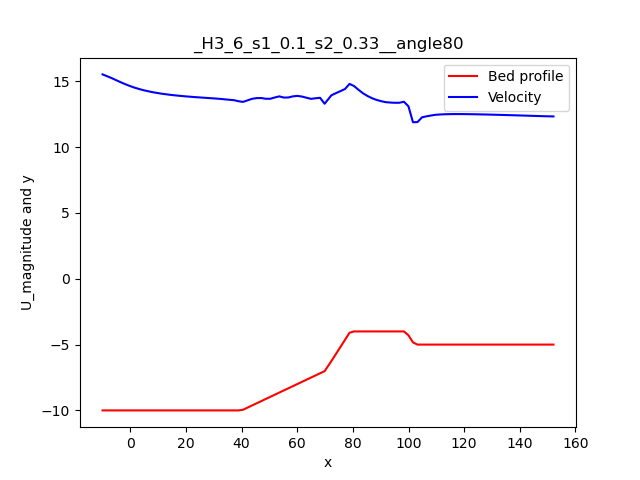 _H3_6_s1_0.1_s2_0.33__angle80
Bed profile
Velocity
U_magnitude and y
15
10
5
0
−5
−10
0 20 40 60 80 100 120 140 160
x